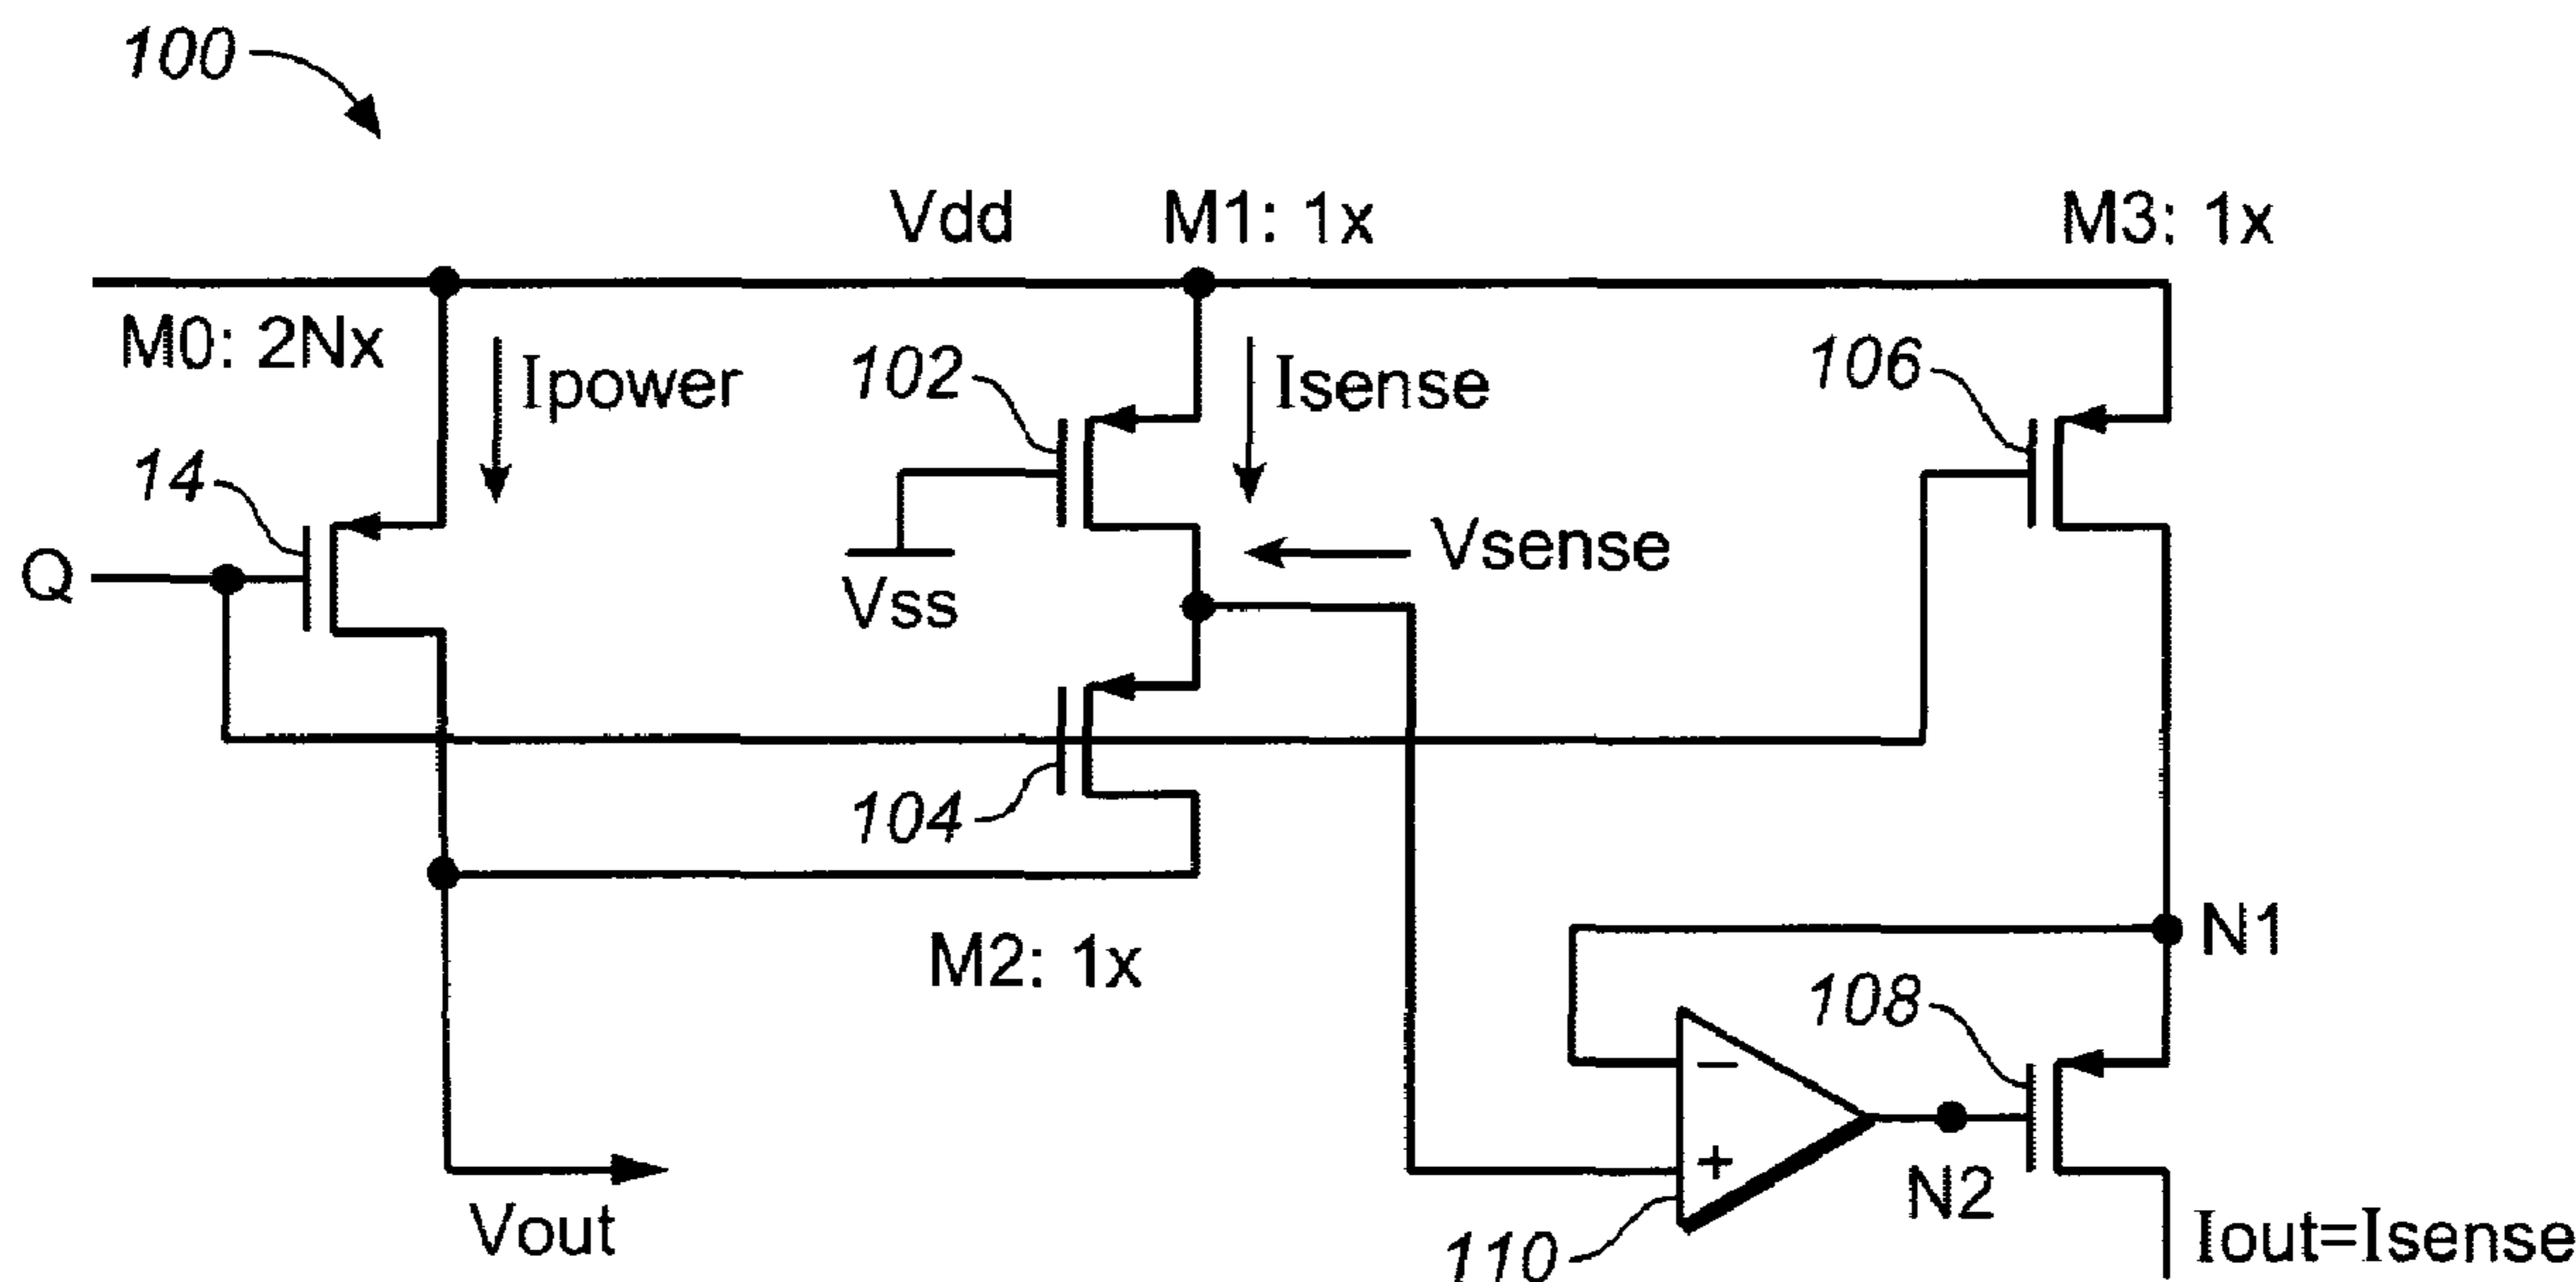 100
Vdd
M1: 1x
M3: 1x
M0: 2Nx
Ipower
102
Isense
106
14
Q
Vss
Vsense
104
M2: 1x
N1
108
−
+
N2
110
Vout
Iout=Isense